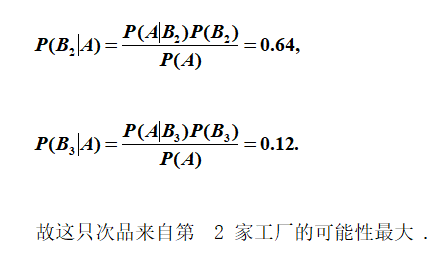 P(B₂|A) = P(A|B₂)P(B₂) / P(A) = 0.64,
P(B₃|A) = P(A|B₃)P(B₃) / P(A) = 0.12.
故这只次品来自第 2 家工厂的可能性最大 .